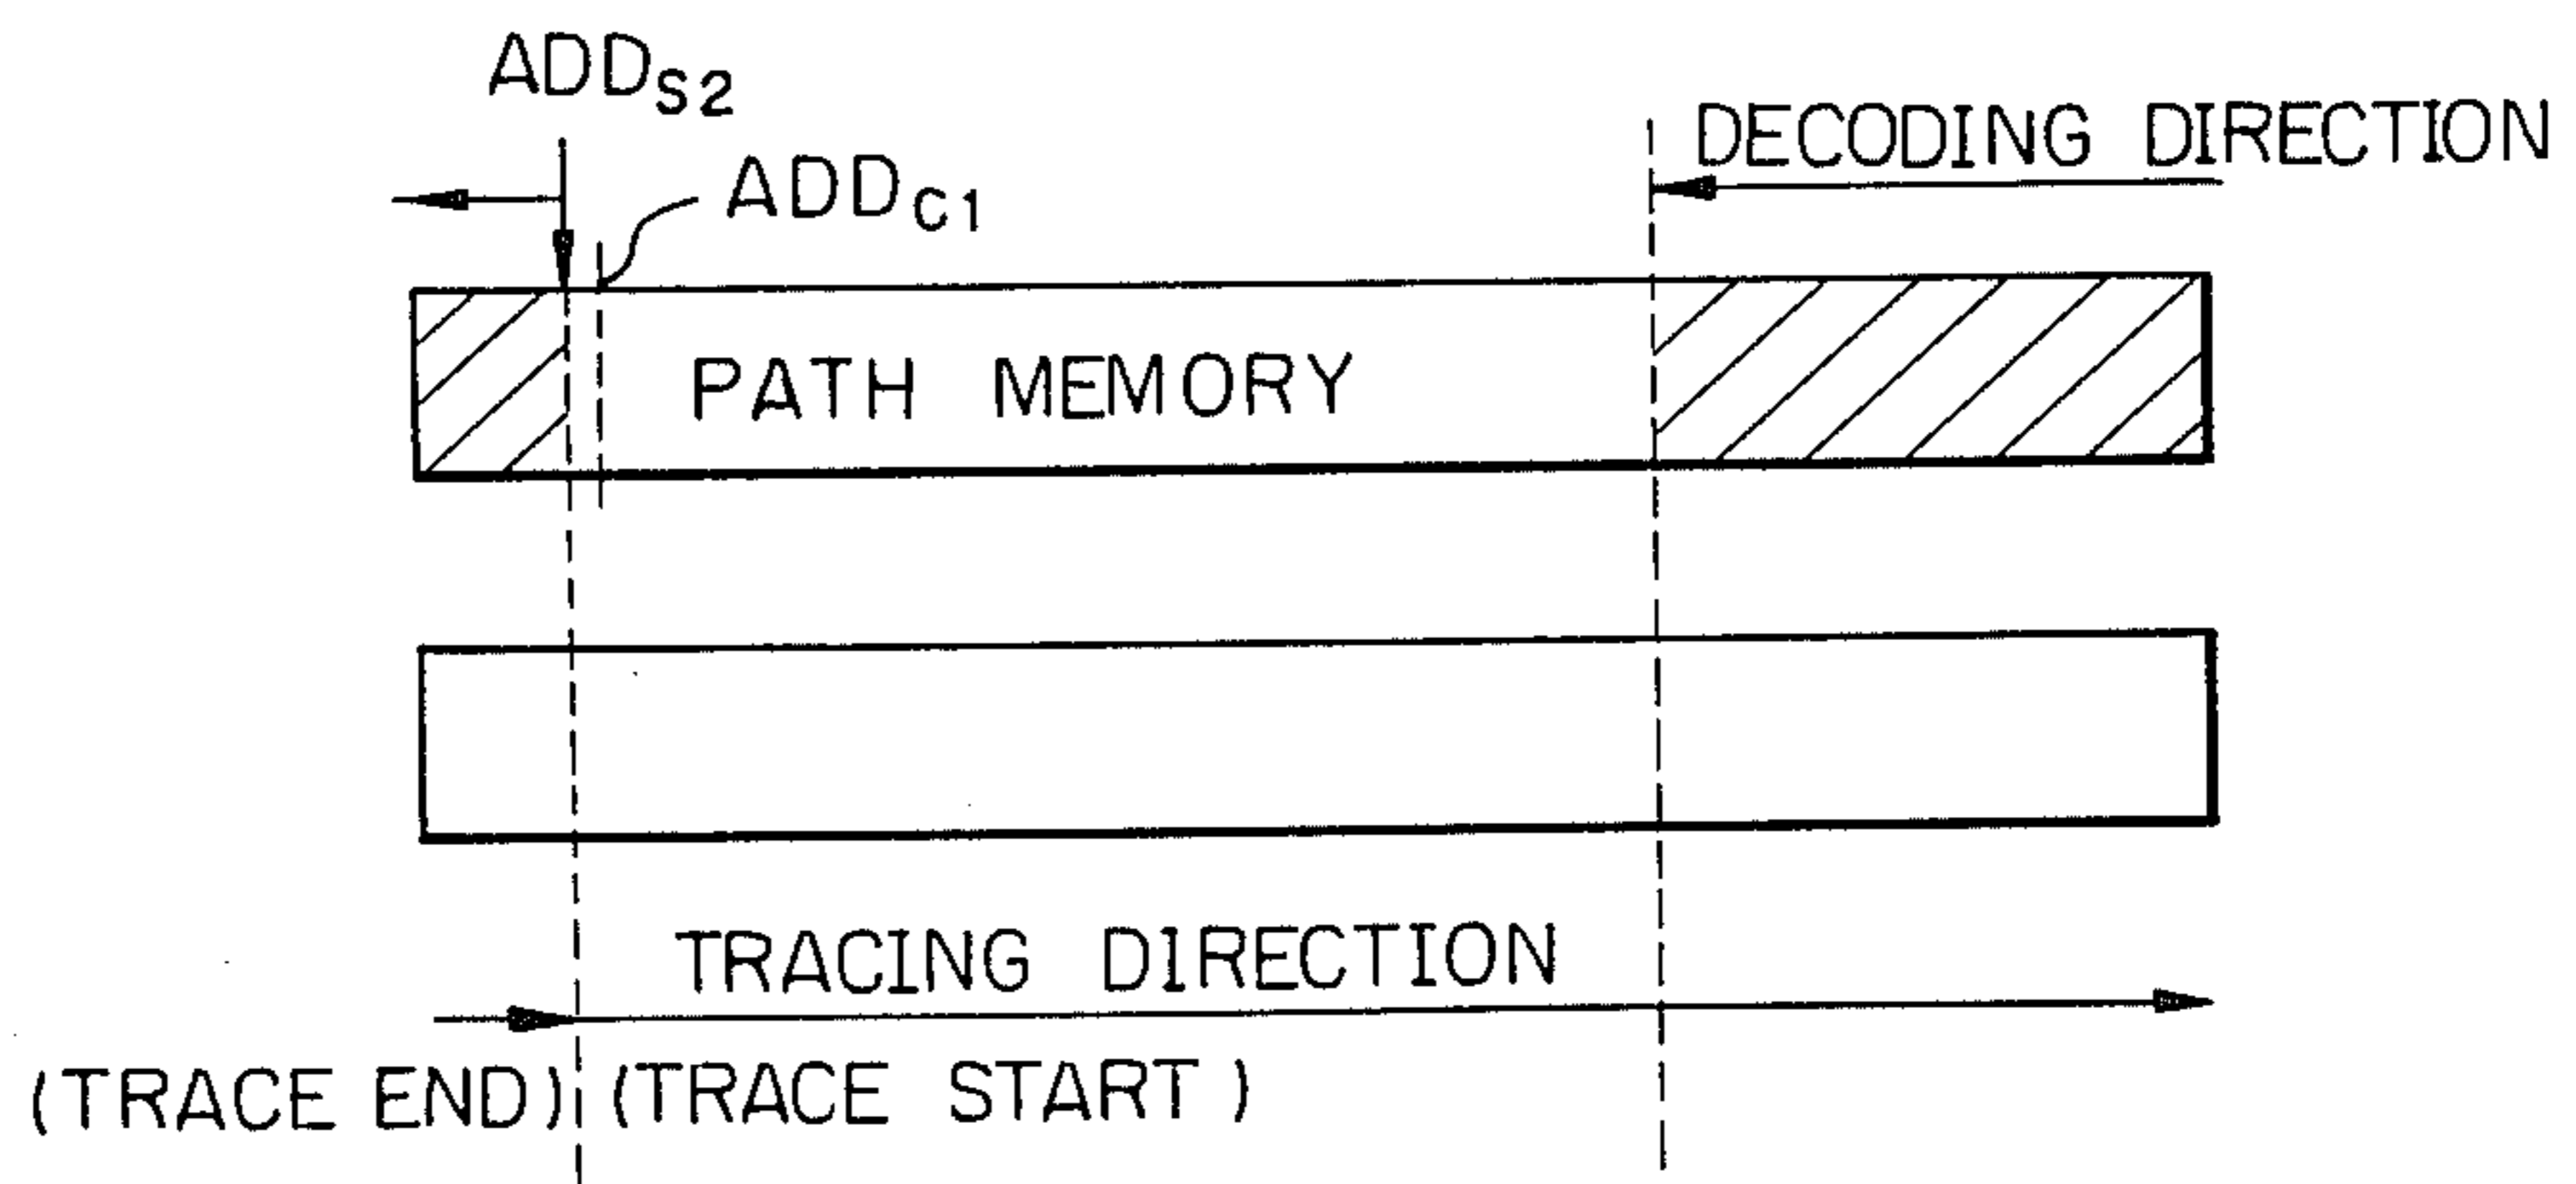 ADDS2
DECODING DIRECTION
ADDC1
PATH MEMORY
TRACING DIRECTION
(TRACE END) (TRACE START)